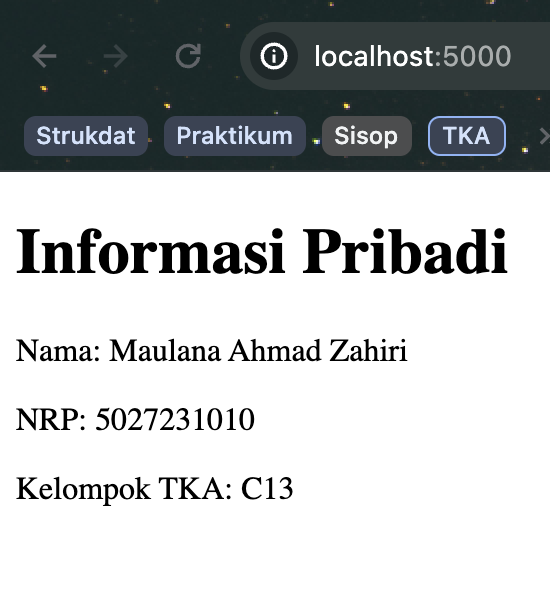 localhost:5000
Strukdat Praktikum Sisop TKA
Informasi Pribadi
Nama: Maulana Ahmad Zahiri
NRP: 5027231010
Kelompok TKA: C13